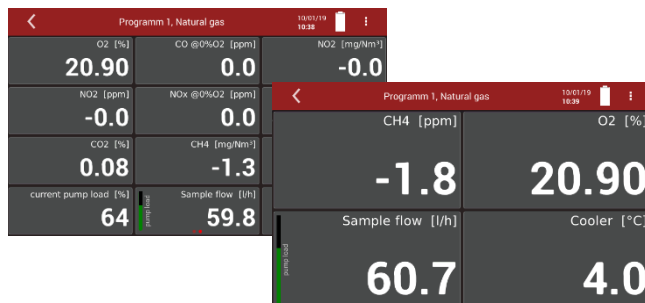 Programm 1, Natural gas
10/01/19
10:38
O2 [%]
20.90
CO @0%O2 [ppm]
0.0
NO2 [mg/Nm³]
-0.0
NO2 [ppm]
-0.0
NOx @0%O2 [ppm]
0.0
CO2 [%]
0.08
CH4 [mg/Nm³]
-1.3
current pump load [%]
64
pump load
Sample flow [l/h]
59.8
Programm 1, Natural gas
10/01/19
10:39
CH4 [ppm]
-1.8
O2 [%]
20.90
pump load
Sample flow [l/h]
60.7
Cooler [°C]
4.0